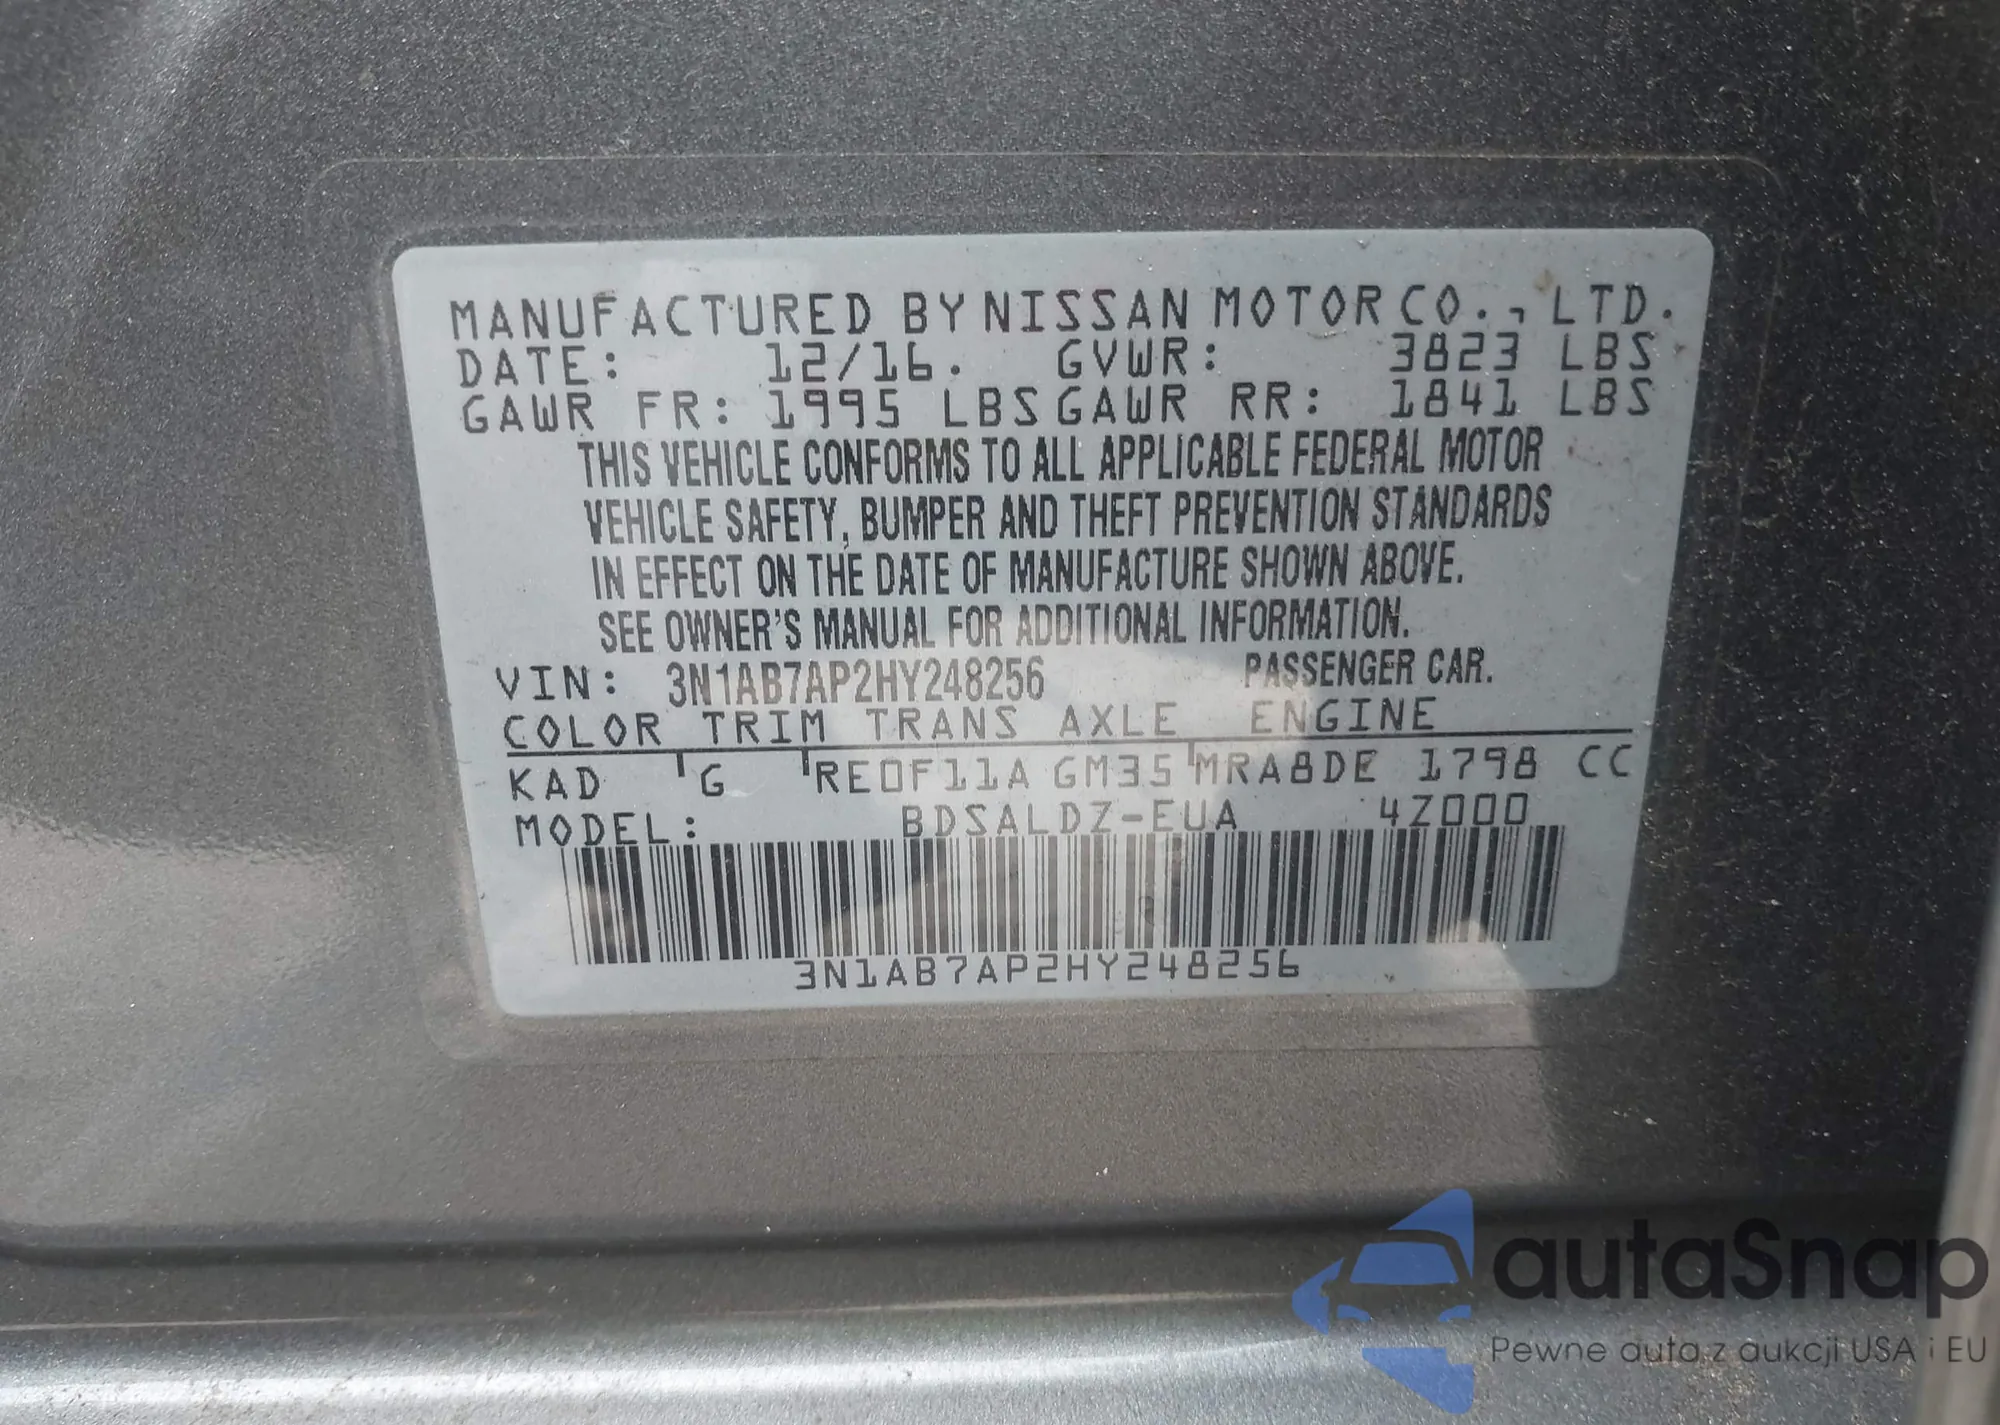 MANUFACTURED BY NISSAN MOTOR CO., LTD.
DATE: 12/16. GVWR: 3823 LBS
GAWR FR: 1995 LBS GAWR RR: 1841 LBS
THIS VEHICLE CONFORMS TO ALL APPLICABLE FEDERAL MOTOR
VEHICLE SAFETY, BUMPER AND THEFT PREVENTION STANDARDS
IN EFFECT ON THE DATE OF MANUFACTURE SHOWN ABOVE.
SEE OWNER'S MANUAL FOR ADDITIONAL INFORMATION.
VIN: 3N1AB7AP2HY248256 PASSENGER CAR.
COLOR TRIM TRANS AXLE ENGINE
KAD G RE0F11A GM35 MRA8DE 1798 CC
MODEL: BDSALDZ-EUA 4Z000
3N1AB7AP2HY248256
autaSnap
Pewne auta z aukcji USA i EU